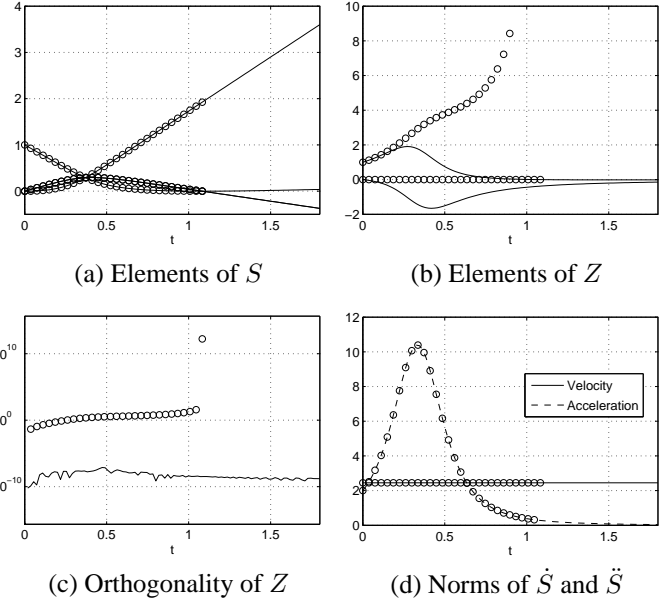 4
3
2
1
0
0 0.5 1 1.5
t
(a) Elements of S
10
8
6
4
2
0
−2
0 0.5 1 1.5
t
(b) Elements of Z
0^10
0^0
0^−10
0 0.5 1 1.5
t
(c) Orthogonality of Z
12
10
8
6
4
2
0
Velocity
Acceleration
0 0.5 1 1.5
t
(d) Norms of Ṡ and S̈